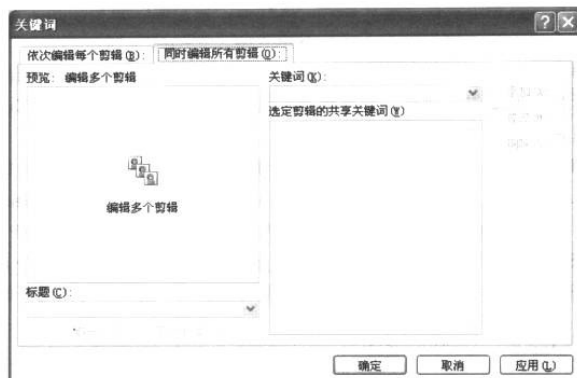 关键词
依次编辑每个剪辑(B):
同时编辑所有剪辑(Q):
预览: 编辑多个剪辑
关键词(K):
选定剪辑的共享关键词(Y)
编辑多个剪辑
标题(C):
确定
取消
应用(L)